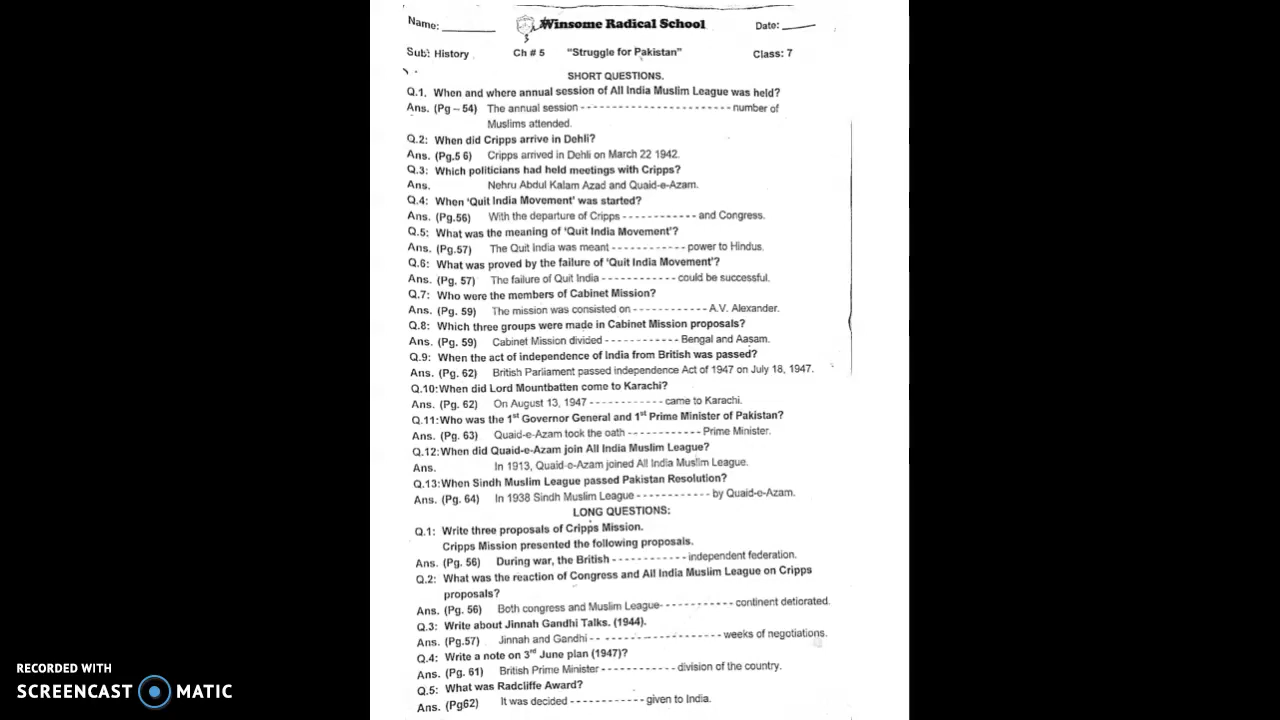 Name: ________ Winsome Radical School Date: _____
Sub: History Ch # 5 "Struggle for Pakistan" Class: 7
SHORT QUESTIONS.
Q.1. When and where annual session of All India Muslim League was held?
Ans. (Pg – 54) The annual session - - - - - - - - - - - - - - - - - - - - - - - number of
Muslims attended.
Q.2: When did Cripps arrive in Dehli?
Ans. (Pg.5 6) Cripps arrived in Dehli on March 22 1942.
Q.3: Which politicians had held meetings with Cripps?
Ans. Nehru Abdul Kalam Azad and Quaid-e-Azam.
Q.4: When 'Quit India Movement' was started?
Ans. (Pg.56) With the departure of Cripps - - - - - - - - - - - and Congress.
Q.5: What was the meaning of 'Quit India Movement'?
Ans. (Pg.57) The Quit India was meant - - - - - - - - - - - power to Hindus.
Q.6: What was proved by the failure of 'Quit India Movement'?
Ans. (Pg. 57) The failure of Quit India - - - - - - - - - - - could be successful.
Q.7: Who were the members of Cabinet Mission?
Ans. (Pg. 59) The mission was consisted on - - - - - - - - - - - A.V. Alexander.
Q.8: Which three groups were made in Cabinet Mission proposals?
Ans. (Pg. 59) Cabinet Mission divided - - - - - - - - - - - Bengal and Aasam.
Q.9: When the act of independence of India from British was passed?
Ans. (Pg. 62) British Parliament passed independence Act of 1947 on July 18, 1947.
Q.10: When did Lord Mountbatten come to Karachi?
Ans. (Pg. 62) On August 13, 1947 - - - - - - - - - - - came to Karachi.
Q.11: Who was the 1st Governor General and 1st Prime Minister of Pakistan?
Ans. (Pg. 63) Quaid-e-Azam took the oath - - - - - - - - - - - Prime Minister.
Q.12: When did Quaid-e-Azam join All India Muslim League?
Ans. In 1913, Quaid-e-Azam joined All India Muslim League.
Q.13: When Sindh Muslim League passed Pakistan Resolution?
Ans. (Pg. 64) In 1938 Sindh Muslim League - - - - - - - - - - - by Quaid-e-Azam.
LONG QUESTIONS:
Q.1: Write three proposals of Cripps Mission.
Cripps Mission presented the following proposals.
Ans. (Pg. 56) During war, the British - - - - - - - - - - - independent federation.
Q.2: What was the reaction of Congress and All India Muslim League on Cripps
proposals?
Ans. (Pg. 56) Both congress and Muslim League- - - - - - - - - - - continent detiorated.
Q.3: Write about Jinnah Gandhi Talks. (1944).
Ans. (Pg.57) Jinnah and Gandhi - - - - - - - - - - - - - - - - - - - - weeks of negotiations.
Q.4: Write a note on 3rd June plan (1947)?
Ans. (Pg. 61) British Prime Minister - - - - - - - - - - - division of the country.
Q.5: What was Radcliffe Award?
Ans. (Pg62) It was decided - - - - - - - - - - - given to India.
RECORDED WITH
SCREENCAST MATIC